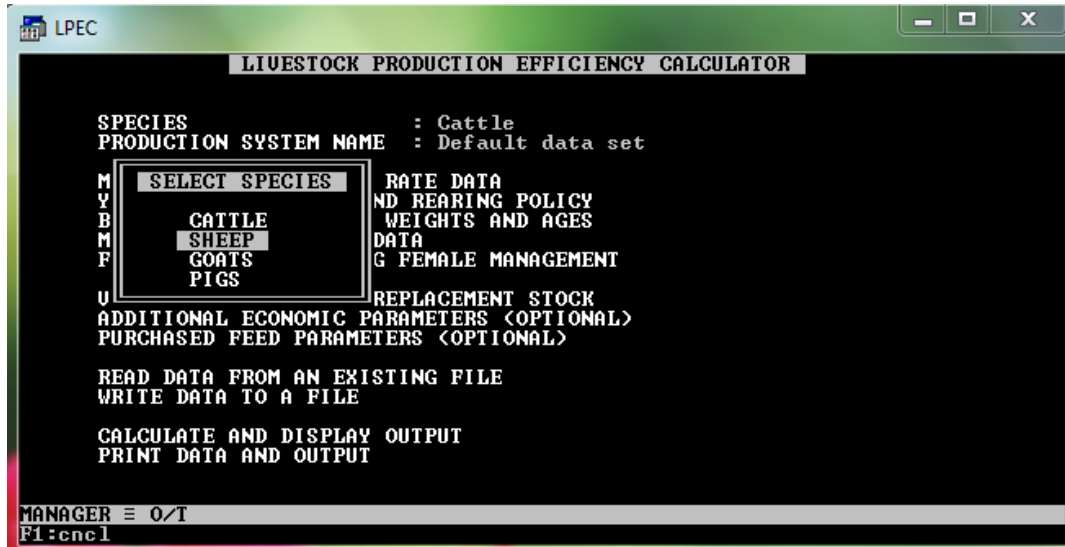 LPEC
LIVESTOCK PRODUCTION EFFICIENCY CALCULATOR
SPECIES : Cattle
PRODUCTION SYSTEM NAME : Default data set
M RATE DATA
SELECT SPECIES
Y ND REARING POLICY
B WEIGHTS AND AGES
CATTLE
M DATA
SHEEP
F G FEMALE MANAGEMENT
GOATS
PIGS
V REPLACEMENT STOCK
ADDITIONAL ECONOMIC PARAMETERS (OPTIONAL)
PURCHASED FEED PARAMETERS (OPTIONAL)
READ DATA FROM AN EXISTING FILE
WRITE DATA TO A FILE
CALCULATE AND DISPLAY OUTPUT
PRINT DATA AND OUTPUT
MANAGER ≡ O/T
F1:cncl